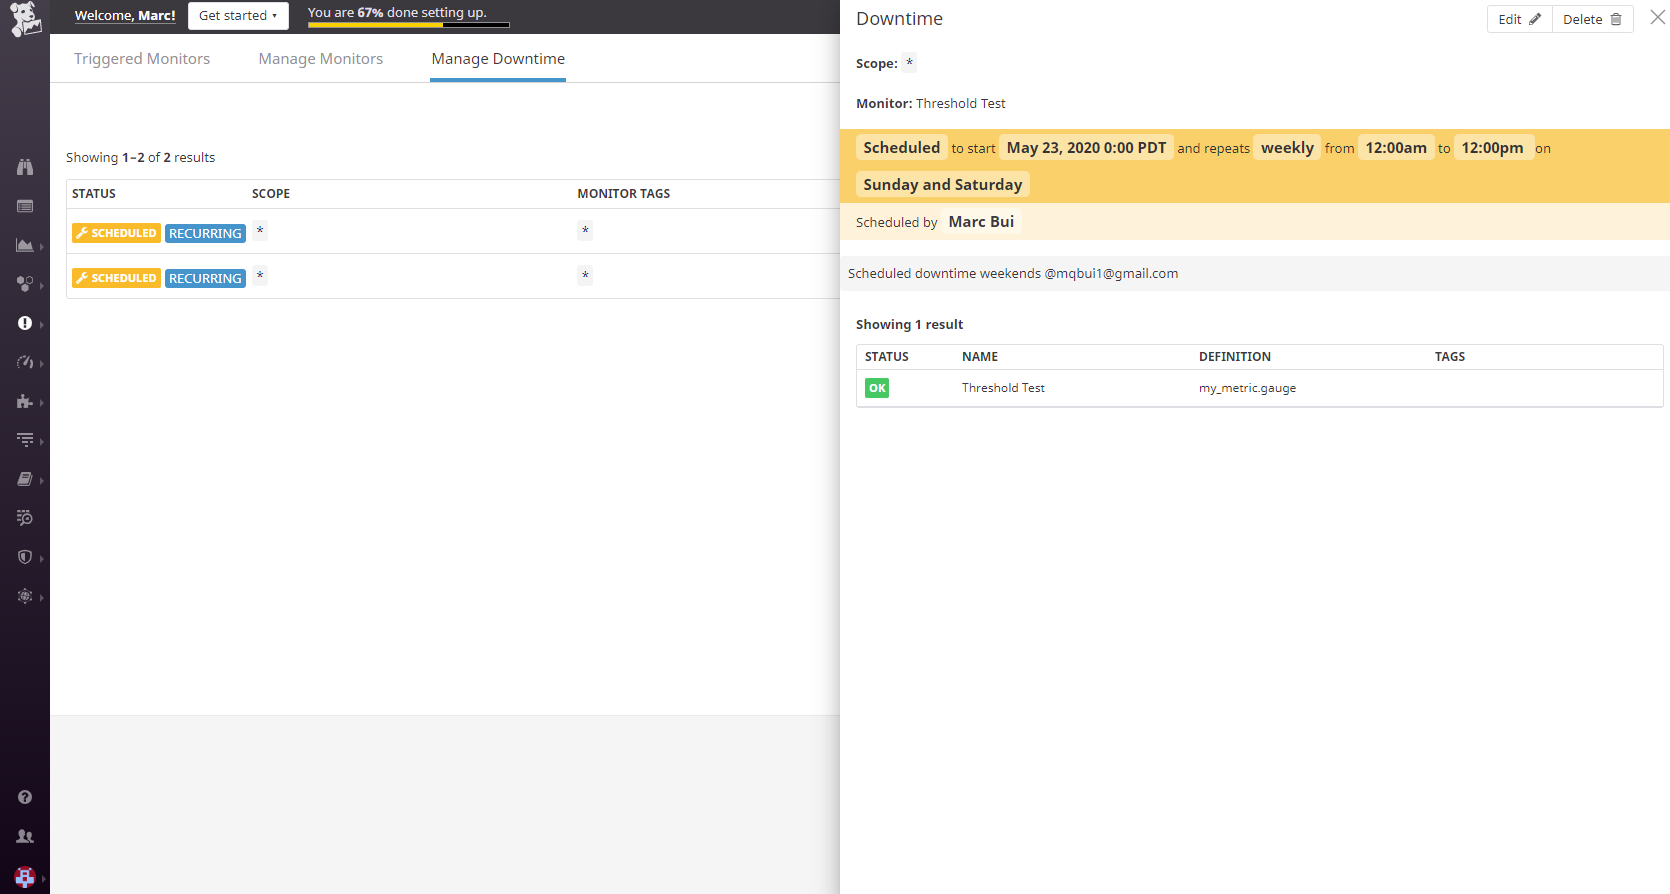 Welcome, Marc!
Get started
You are 67% done setting up.
Triggered Monitors
Manage Monitors
Manage Downtime
Showing 1–2 of 2 results
STATUS SCOPE MONITOR TAGS
SCHEDULED RECURRING * *
SCHEDULED RECURRING * *
Downtime
Edit
Delete
Scope: *
Monitor: Threshold Test
Scheduled to start May 23, 2020 0:00 PDT and repeats weekly from 12:00am to 12:00pm on
Sunday and Saturday
Scheduled by Marc Bui
Scheduled downtime weekends @mqbui1@gmail.com
Showing 1 result
STATUS NAME DEFINITION TAGS
OK Threshold Test my_metric.gauge